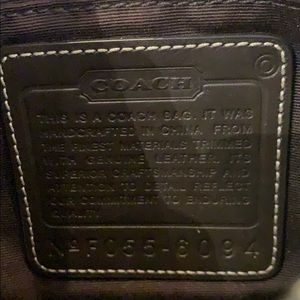 COACH
THIS IS A COACH BAG. IT WAS
HANDCRAFTED IN CHINA FROM
THE FINEST MATERIALS TRIMMED
WITH GENUINE LEATHER. ITS
SUPERIOR CRAFTSMANSHIP AND
ATTENTION TO DETAIL REFLECT
OUR COMMITMENT TO ENDURING
QUALITY.
Nº F055-6094